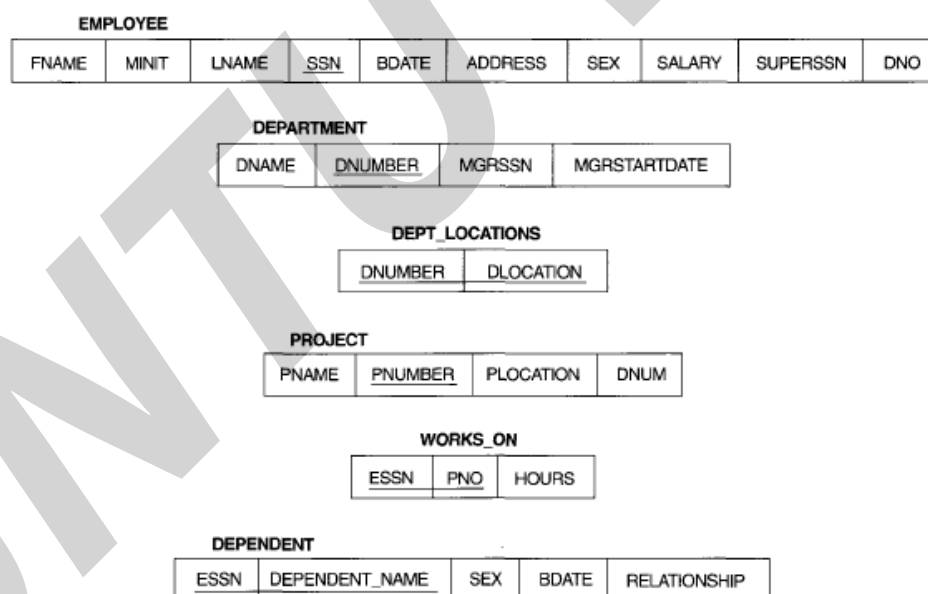 EMPLOYEE
FNAME MINIT LNAME SSN BDATE ADDRESS SEX SALARY SUPERSSN DNO
DEPARTMENT
DNAME DNUMBER MGRSSN MGRSTARTDATE
DEPT_LOCATIONS
DNUMBER DLOCATION
PROJECT
PNAME PNUMBER PLOCATION DNUM
WORKS_ON
ESSN PNO HOURS
DEPENDENT
ESSN DEPENDENT_NAME SEX BDATE RELATIONSHIP